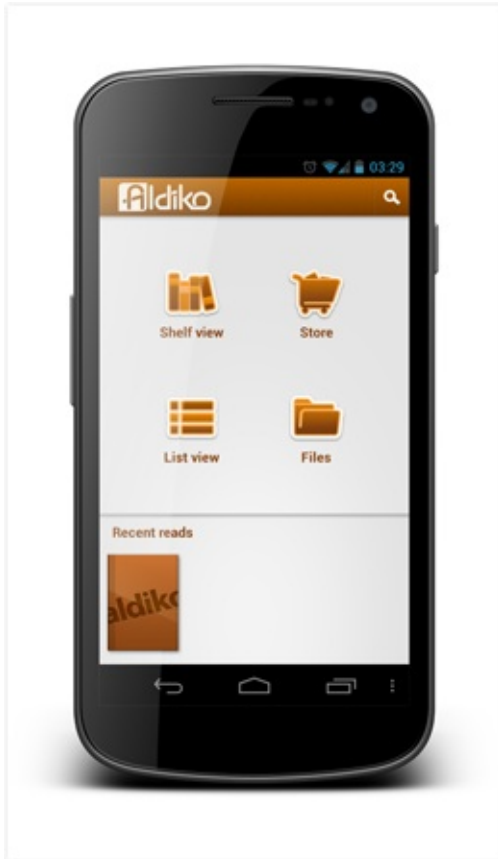 03:29
Aldiko
Shelf view Store
List view Files
Recent reads
aldiko